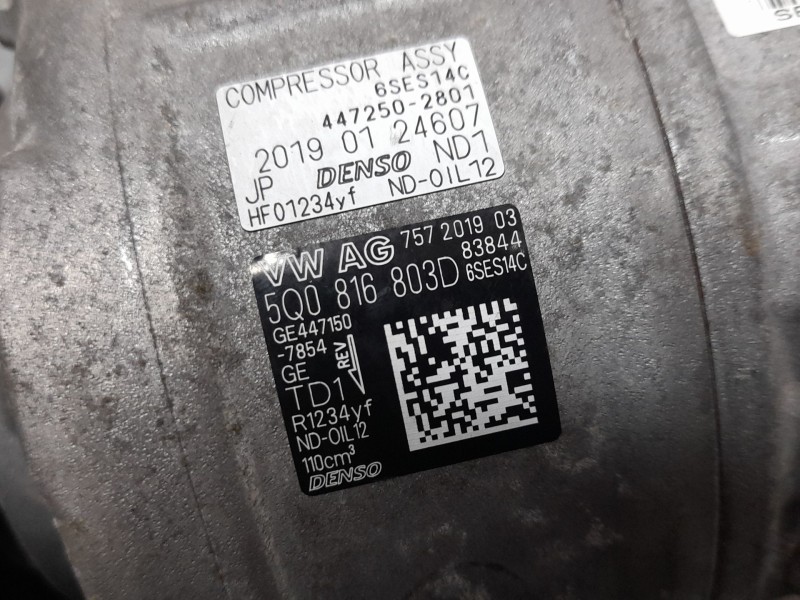 COMPRESSOR ASSY
6SES14C
447250-2801
2019 01 24607
JP DENSO ND1
HFO1234yf ND-OIL12
VW AG 757 2019 03
83844
5Q0 816 803D 6SES14C
GE447150
-7854
GE REV
TD1
R1234yf
ND-OIL12
110cm³
DENSO